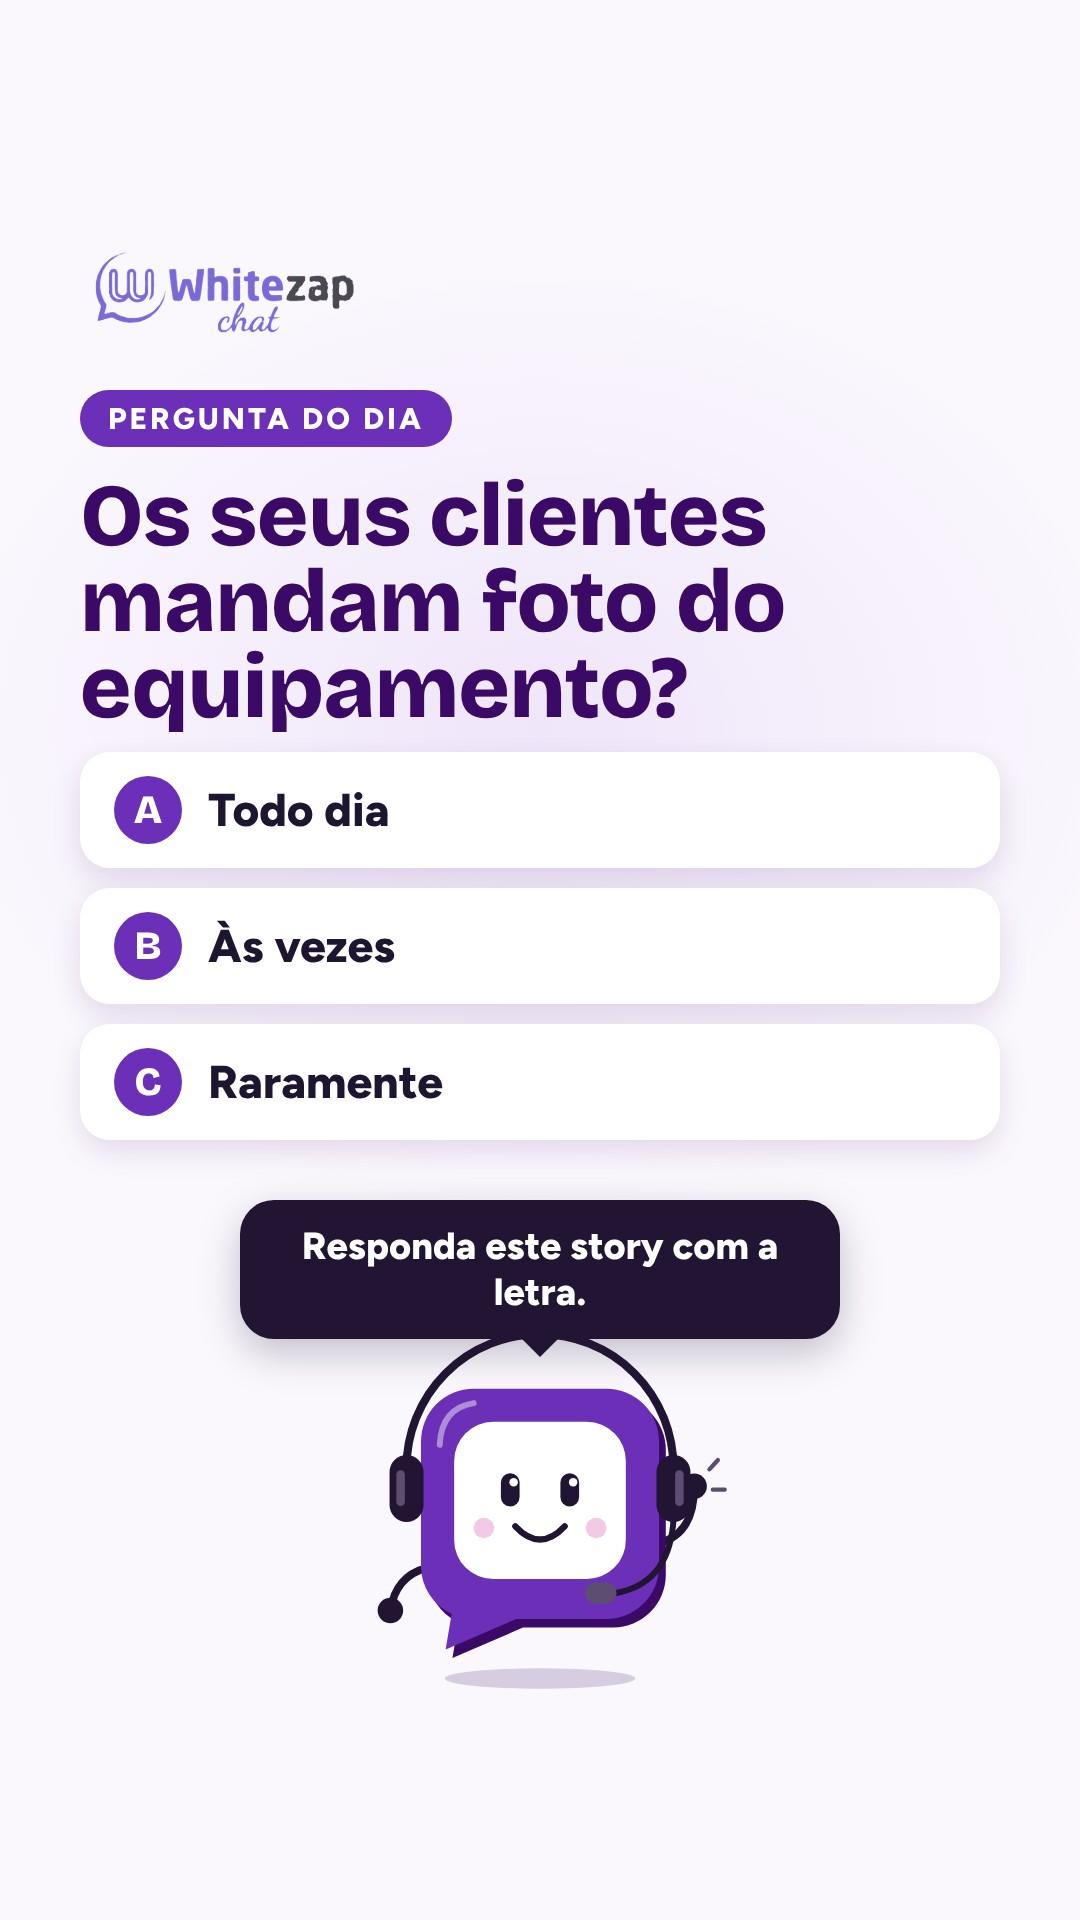 Whitezap
chat
PERGUNTA DO DIA
Os seus clientes
mandam foto do
equipamento?
A Todo dia
B Às vezes
C Raramente
Responda este story com a
letra.